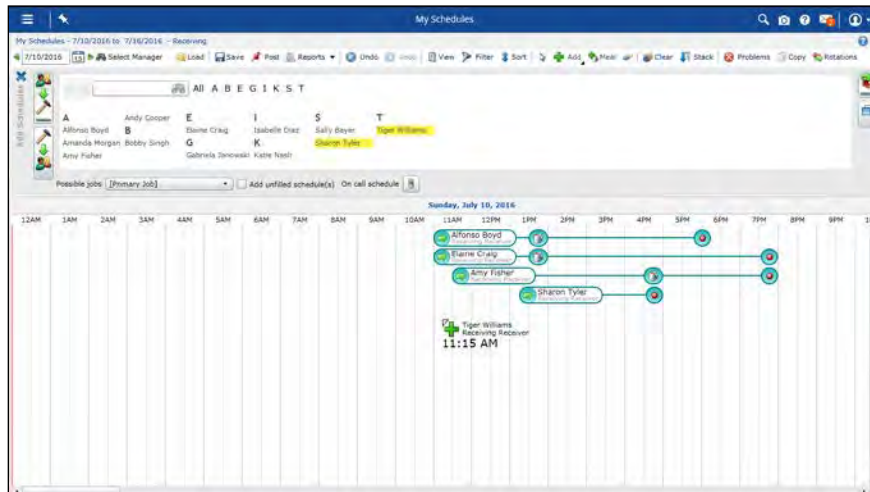 My Schedules
My Schedules - 7/10/2016 to 7/16/2016 - Receiving
7/10/2016 Select Manager Load Save Post Reports Undo View Filter Sort Add Near Clear Stack Problems Copy Rotations
Add Schedules
All A B E G I K S T
A Andy Cooper E I S T
Alfonso Boyd B Elaine Craig Isabelle Diaz Sally Bayer Tiger Williams
Amanda Morgan Bobby Singh G K Sharon Tyler
Amy Fisher Gabriela Janowski Katie Nash
Possible jobs [Primary Job] Add unfilled schedule(s) On call schedule
Sunday, July 10, 2016
12AM 1AM 2AM 3AM 4AM 5AM 6AM 7AM 8AM 9AM 10AM 11AM 12PM 1PM 2PM 3PM 4PM 5PM 6PM 7PM 8PM 9PM
Alfonso Boyd
Receiving Receiver
Elaine Craig
Receiving Receiver
Amy Fisher
Receiving Receiver
Sharon Tyler
Receiving Receiver
Tiger Williams
Receiving Receiver
11:15 AM